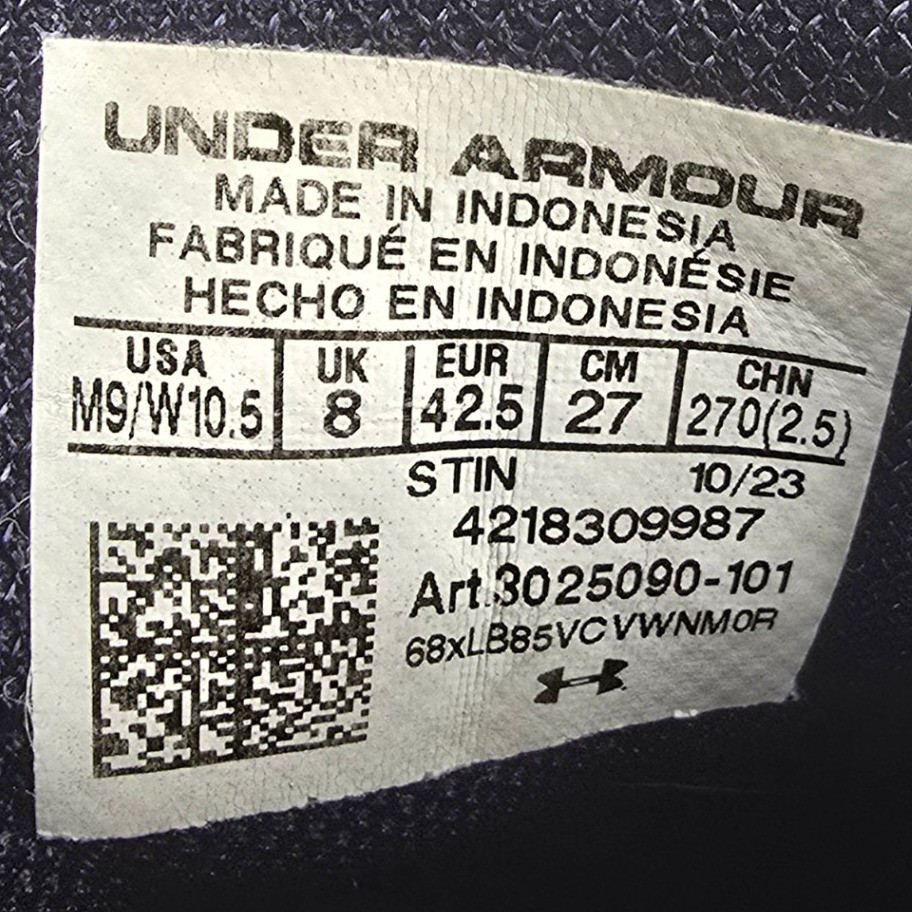 UNDER ARMOUR
MADE IN INDONESIA
FABRIQUÉ EN INDONÉSIE
HECHO EN INDONESIA
USA UK EUR CM CHN
M9/W10.5 8 42.5 27 270(2.5)
STIN 10/23
4218309987
Art.3025090-101
68xLB85VCVWNM0R